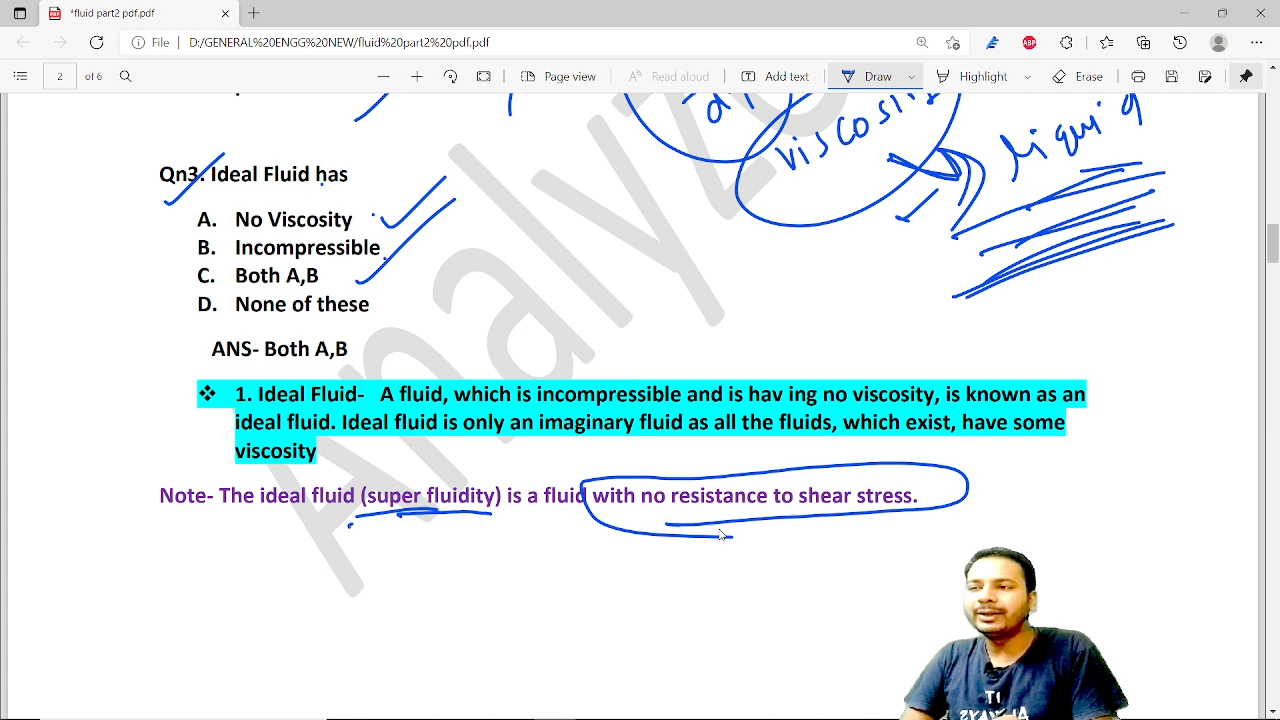 *fluid part2 pdf.pdf
File | D:/GENERAL%20ENGG%20NEW/fluid%20part2%20pdf.pdf
ABP
2 of 6 Page view Read aloud Add text Draw Highlight Erase
viscosity
liquid
Qn3. Ideal Fluid has
A. No Viscosity
B. Incompressible
C. Both A,B
D. None of these
ANS- Both A,B
❖ 1. Ideal Fluid- A fluid, which is incompressible and is hav ing no viscosity, is known as an
ideal fluid. Ideal fluid is only an imaginary fluid as all the fluids, which exist, have some
viscosity
Note- The ideal fluid (super fluidity) is a fluid with no resistance to shear stress.